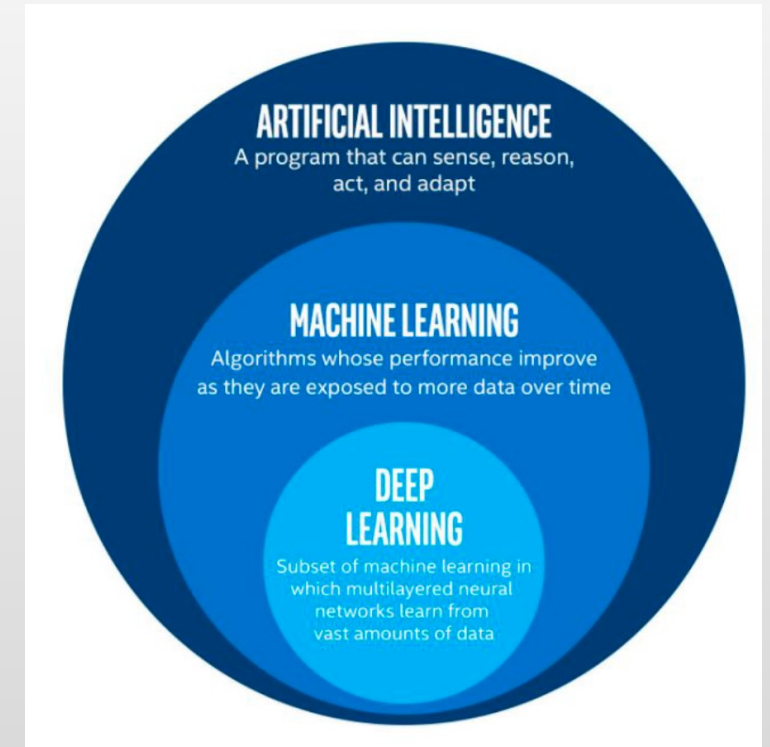 ARTIFICIAL INTELLIGENCE
A program that can sense, reason,
act, and adapt
MACHINE LEARNING
Algorithms whose performance improve
as they are exposed to more data over time
DEEP
LEARNING
Subset of machine learning in
which multilayered neural
networks learn from
vast amounts of data